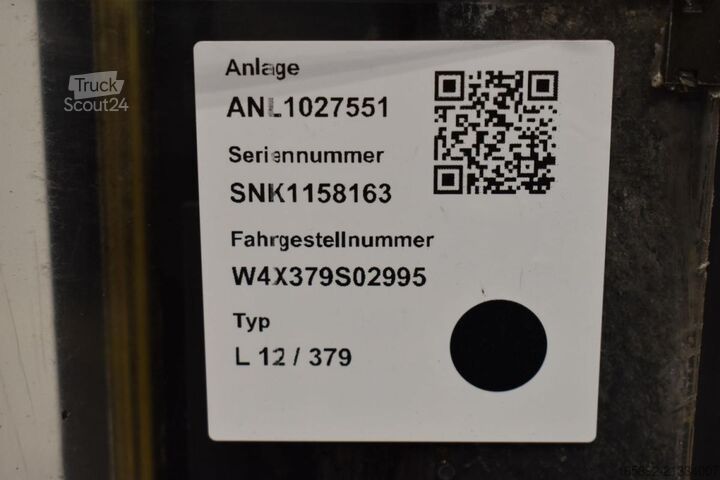 Truck
Scout24
Anlage
ANL1027551
Seriennummer
SNK1158163
Fahrgestellnummer
W4X379S02995
Typ
L 12 / 379